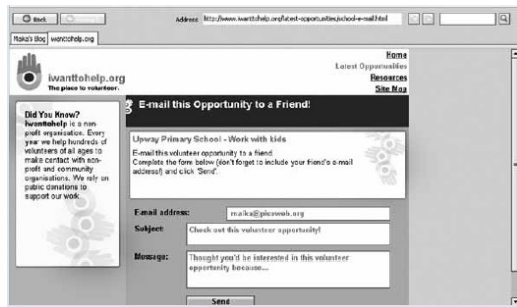 Back
Address http://www.iwanttohelp.org/latest-opportunities/school-e-mail.html
Maika's Blog iwanttohelp.org
iwanttohelp.org
The place to volunteer.
Home
Latest Opportunities
Resources
Site Map
E-mail this Opportunity to a Friend!
Did You Know?
iwanttohelp is a non-
profit organisation. Every
year we help hundreds of
volunteers of all ages to
make contact with non-
profit and community
organisations. We rely on
public donations to
support our work.
Upway Primary School - Work with kids
E-mail this volunteer opportunity to a friend
Complete the form below (don't forget to include your friend's e-mail
address!) and click "Send".
E-mail address:
maika@picowoh.org
Subject:
Check out this volunteer opportunity!
Message:
Thought you'd be interested in this volunteer
opportunity because...
Send